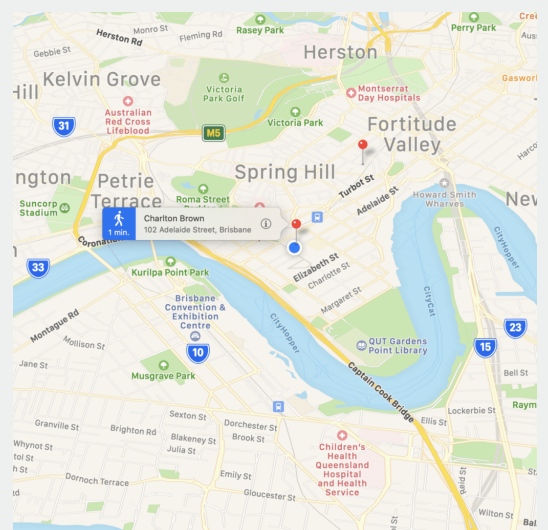 Herston Rd
Monro St
Fleming Rd
Rasey Park
Perry Park
Gebbie St
Herston
Kelvin Grove
Victoria
Park Golf
Montserrat
Day Hospitals
Australian
Red Cross
Lifeblood
31
M5
Victoria Park
Fortitude
Valley
Spring Hill
Petrie
Terrace
Roma Street
Turbot St
Adelaide St
Howard Smith
Wharves
Suncorp
Stadium
1 min.
Charlton Brown
102 Adelaide Street, Brisbane
33
Kurilpa Point Park
Elizabeth St
Charlotte St
Margaret St
CityHopper
CityCat
Brisbane
Convention &
Exhibition
Centre
CityHopper
QUT Gardens
Point Library
23
15
10
Montague Rd
Mollison St
Jane St
Musgrave Park
Captain Cook Bridge
Bell St
Lockerbie St
Ellis St
Sexton St
Dorchester St
Granville St
Brighton Rd
Blakeney St
Brook St
Julia St
Whynot St
Children's
Health
Queensland
Hospital
and Health
Service
Dornoch Terrace
Emily St
Gloucester St
Reid St
Wilton St